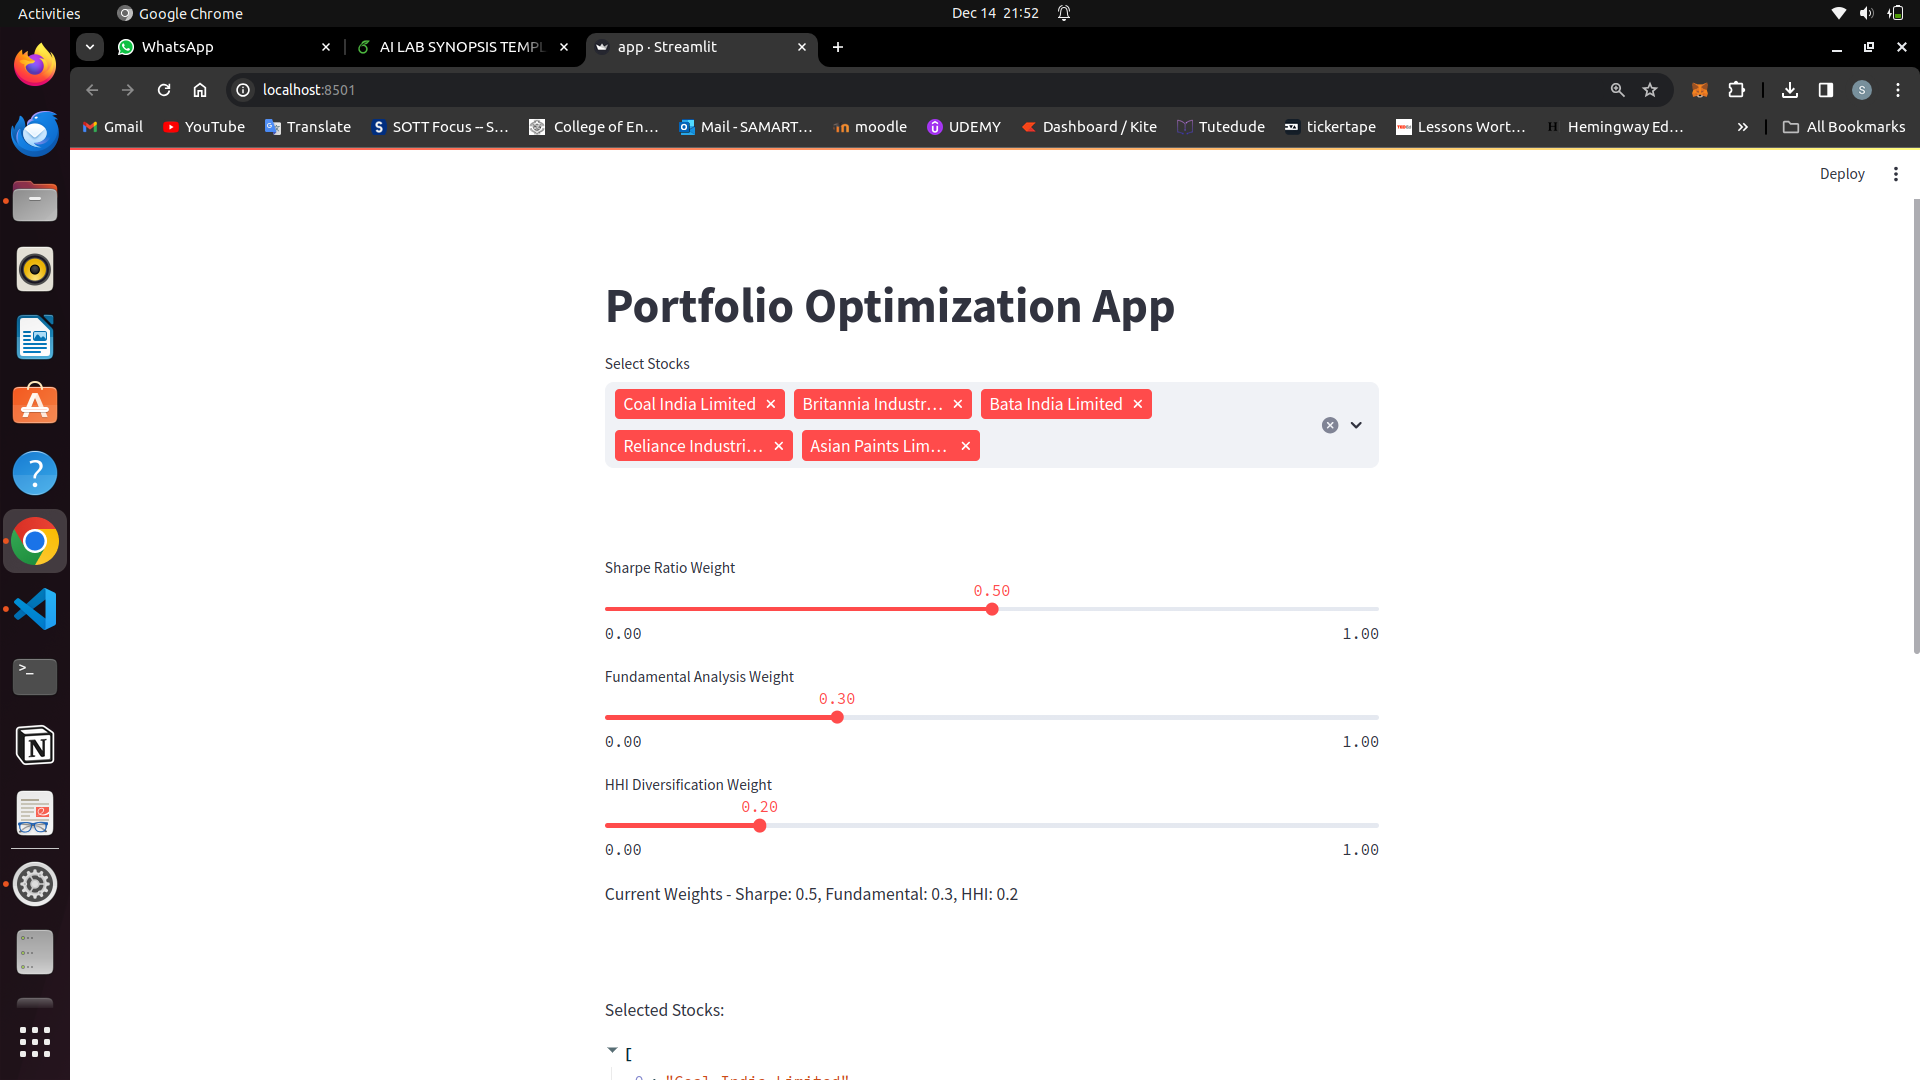 Activities Google Chrome Dec 14 21:52
WhatsApp AI LAB SYNOPSIS TEMPL app · Streamlit
localhost:8501
Gmail YouTube Translate SOTT Focus -- S... College of En... Mail - SAMART... moodle UDEMY Dashboard / Kite Tutedude tickertape Lessons Wort... Hemingway Ed... » All Bookmarks
Deploy
Portfolio Optimization App
Select Stocks
Coal India Limited Britannia Industr... Bata India Limited
Reliance Industri... Asian Paints Lim...
Sharpe Ratio Weight
0.50
0.00 1.00
Fundamental Analysis Weight
0.30
0.00 1.00
HHI Diversification Weight
0.20
0.00 1.00
Current Weights - Sharpe: 0.5, Fundamental: 0.3, HHI: 0.2
Selected Stocks:
[
0 : "Coal India Limited"